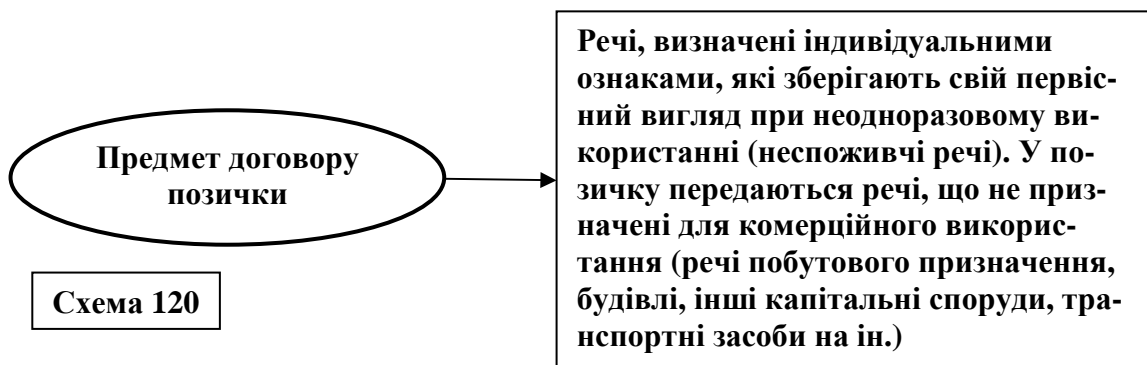 Предмет договору
позички
Схема 120
Речі, визначені індивідуальними
ознаками, які зберігають свій первіс-
ний вигляд при неодноразовому ви-
користанні (неспоживчі речі). У по-
зичку передаються речі, що не приз-
начені для комерційного викорис-
тання (речі побутового призначення,
будівлі, інші капітальні споруди, тра-
нспортні засоби на ін.)